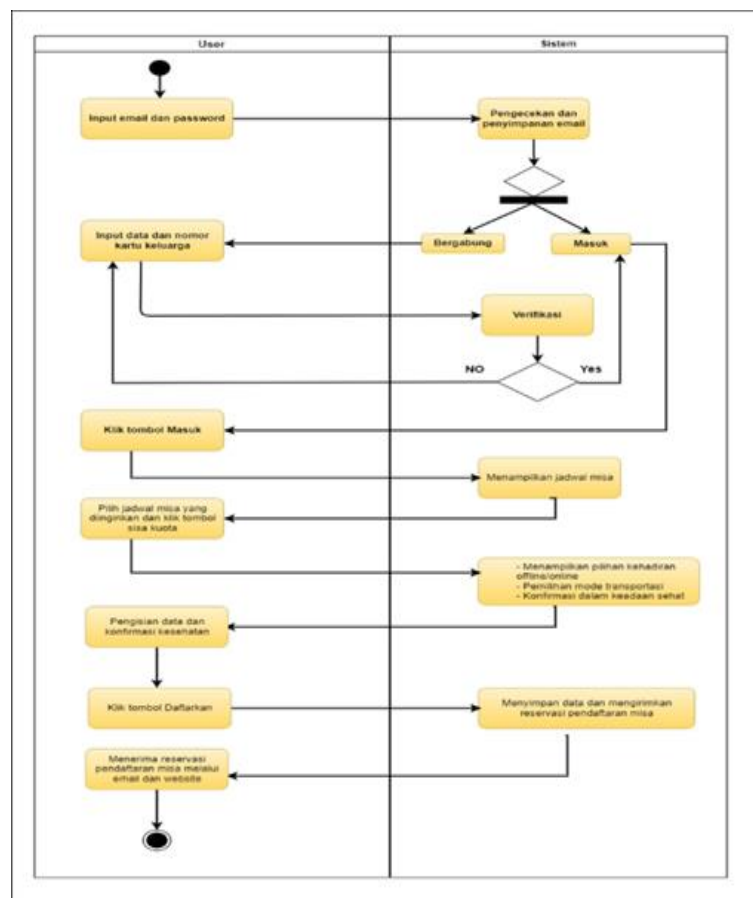 User
Sistem
Input email dan password
Pengecekan dan
penyimpanan email
Input data dan nomor
kartu keluarga
Bergabung
Masuk
Verifikasi
NO
Yes
Klik tombol Masuk
Menampilkan jadwal misa
Pilih jadwal misa yang
diinginkan dan klik tombol
sisa kuota
- Menampilkan pilihan kehadiran
offline/online
- Pemilihan mode transportasi
- Konfirmasi dalam keadaan sehat
Pengisian data dan
konfirmasi kesehatan
Klik tombol Daftarkan
Menyimpan data dan mengirimkan
reservasi pendaftaran misa
Menerima reservasi
pendaftaran misa melalui
email dan website